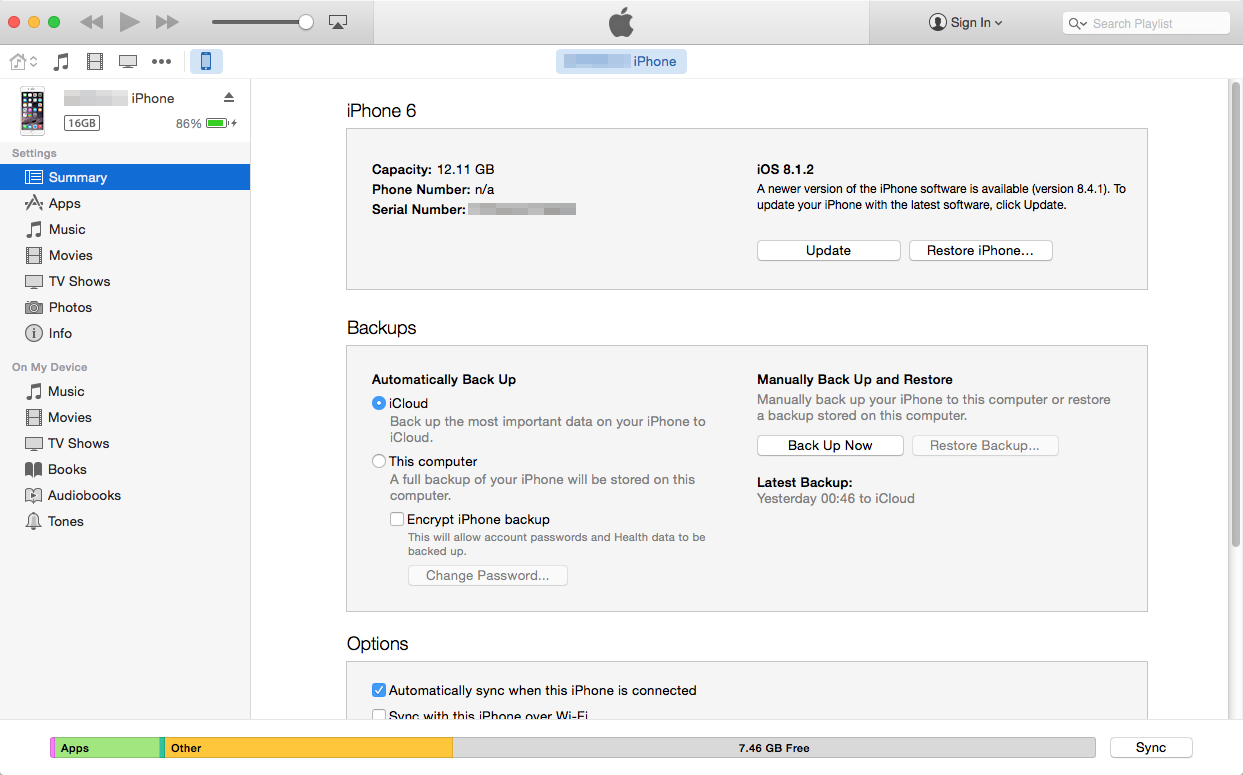 Sign In
Search Playlist
iPhone
iPhone
16GB
86%
Settings
Summary
Apps
Music
Movies
TV Shows
Photos
Info
On My Device
Music
Movies
TV Shows
Books
Audiobooks
Tones
iPhone 6
Capacity: 12.11 GB
Phone Number: n/a
Serial Number:
iOS 8.1.2
A newer version of the iPhone software is available (version 8.4.1). To
update your iPhone with the latest software, click Update.
Update
Restore iPhone...
Backups
Automatically Back Up
iCloud
Back up the most important data on your iPhone to
iCloud.
This computer
A full backup of your iPhone will be stored on this
computer.
Encrypt iPhone backup
This will allow account passwords and Health data to be
backed up.
Change Password...
Manually Back Up and Restore
Manually back up your iPhone to this computer or restore
a backup stored on this computer.
Back Up Now
Restore Backup...
Latest Backup:
Yesterday 00:46 to iCloud
Options
Automatically sync when this iPhone is connected
Sync with this iPhone over Wi-Fi
Apps
Other
7.46 GB Free
Sync